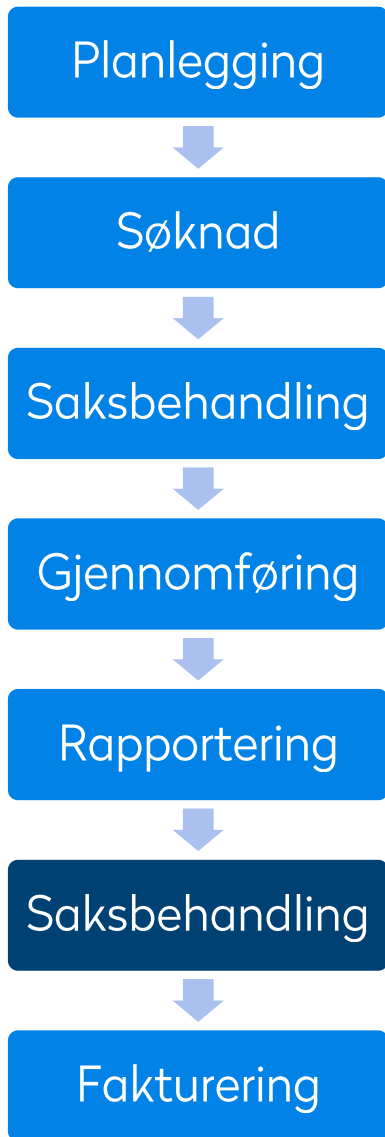 Planlegging
Søknad
Saksbehandling
Gjennomføring
Rapportering
Saksbehandling
Fakturering